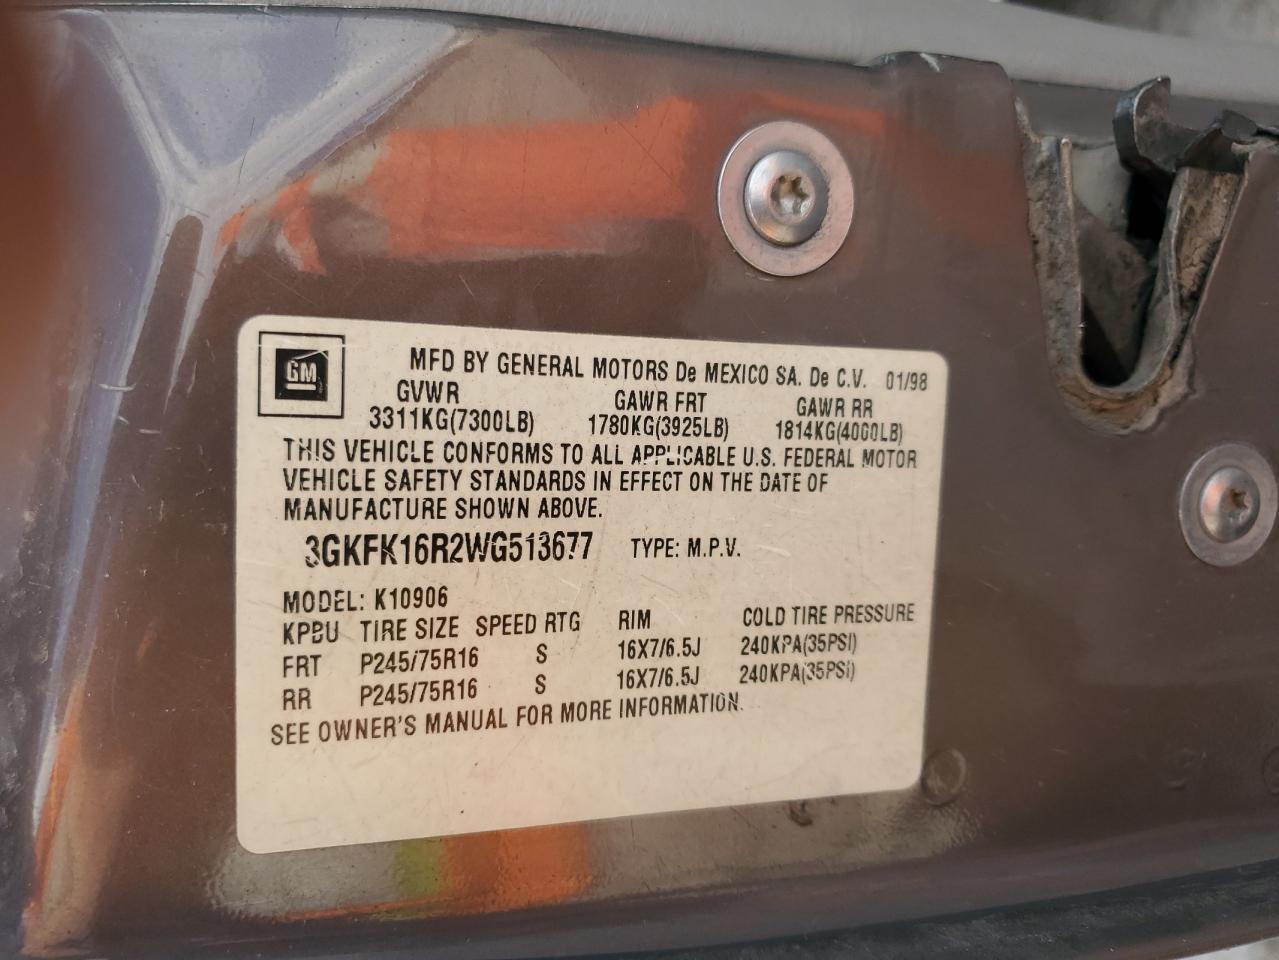 GM
MFD BY GENERAL MOTORS De MEXICO SA. De C.V. 01/98
GVWR GAWR FRT GAWR RR
3311KG(7300LB) 1780KG(3925LB) 1814KG(4000LB)
THIS VEHICLE CONFORMS TO ALL APPLICABLE U.S. FEDERAL MOTOR
VEHICLE SAFETY STANDARDS IN EFFECT ON THE DATE OF
MANUFACTURE SHOWN ABOVE.
3GKFK16R2WG513677 TYPE: M.P.V.
MODEL: K10906
KPBU TIRE SIZE SPEED RTG RIM COLD TIRE PRESSURE
FRT P245/75R16 S 16X7/6.5J 240KPA(35PSI)
RR P245/75R16 S 16X7/6.5J 240KPA(35PSI)
SEE OWNER'S MANUAL FOR MORE INFORMATION.